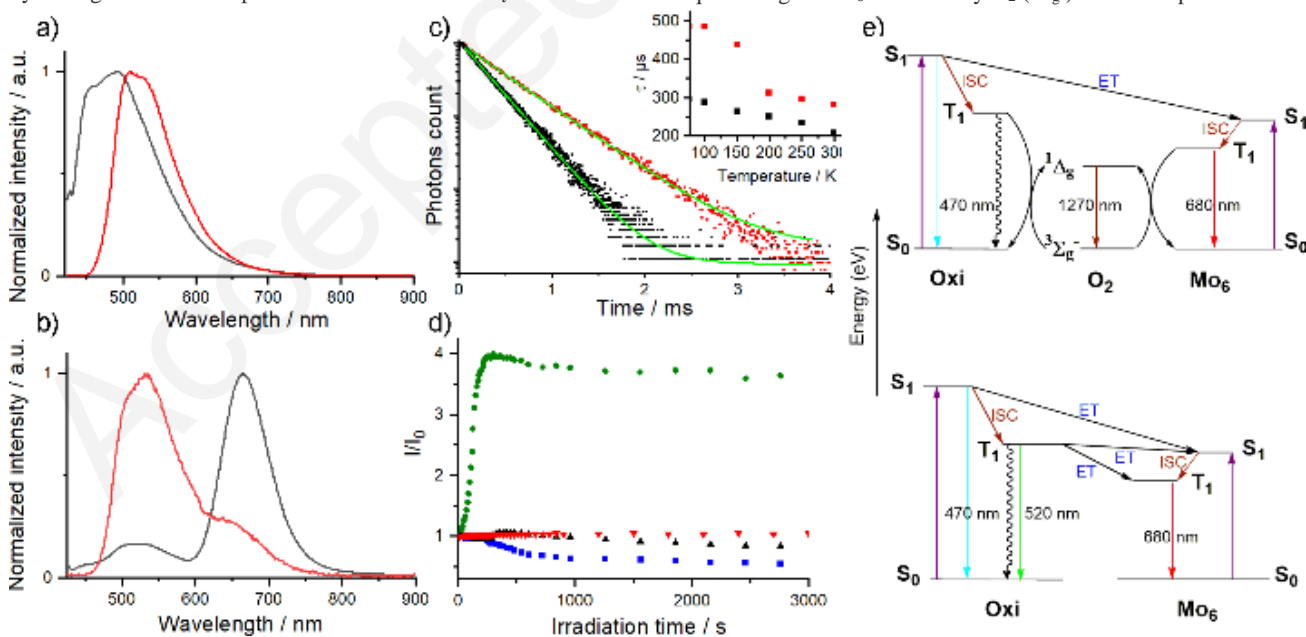 a)
Normalized intensity / a.u.
1
0
500 600 700 800 900
Wavelength / nm
b)
Normalized intensity / a.u.
1
0
500 600 700 800 900
Wavelength / nm
c)
Photons count
0 1 2 3 4
Time / ms
τ / µs
500
400
300
200
100 150 200 250 300
Temperature / K
d)
I/I₀
4
3
2
1
0
0 1000 2000 3000
Irradiation time / s
e)
Energy (eV)
S₁
ISC
ET
T₁
S₁
ISC
T₁
¹Δg
470 nm
1270 nm
680 nm
S₀
³Σg⁻
S₀
Oxi
O₂
Mo₆
S₁
ISC
ET
T₁
ET
ET
ISC
S₁
T₁
470 nm
520 nm
680 nm
S₀
S₀
Oxi
Mo₆
Accepte